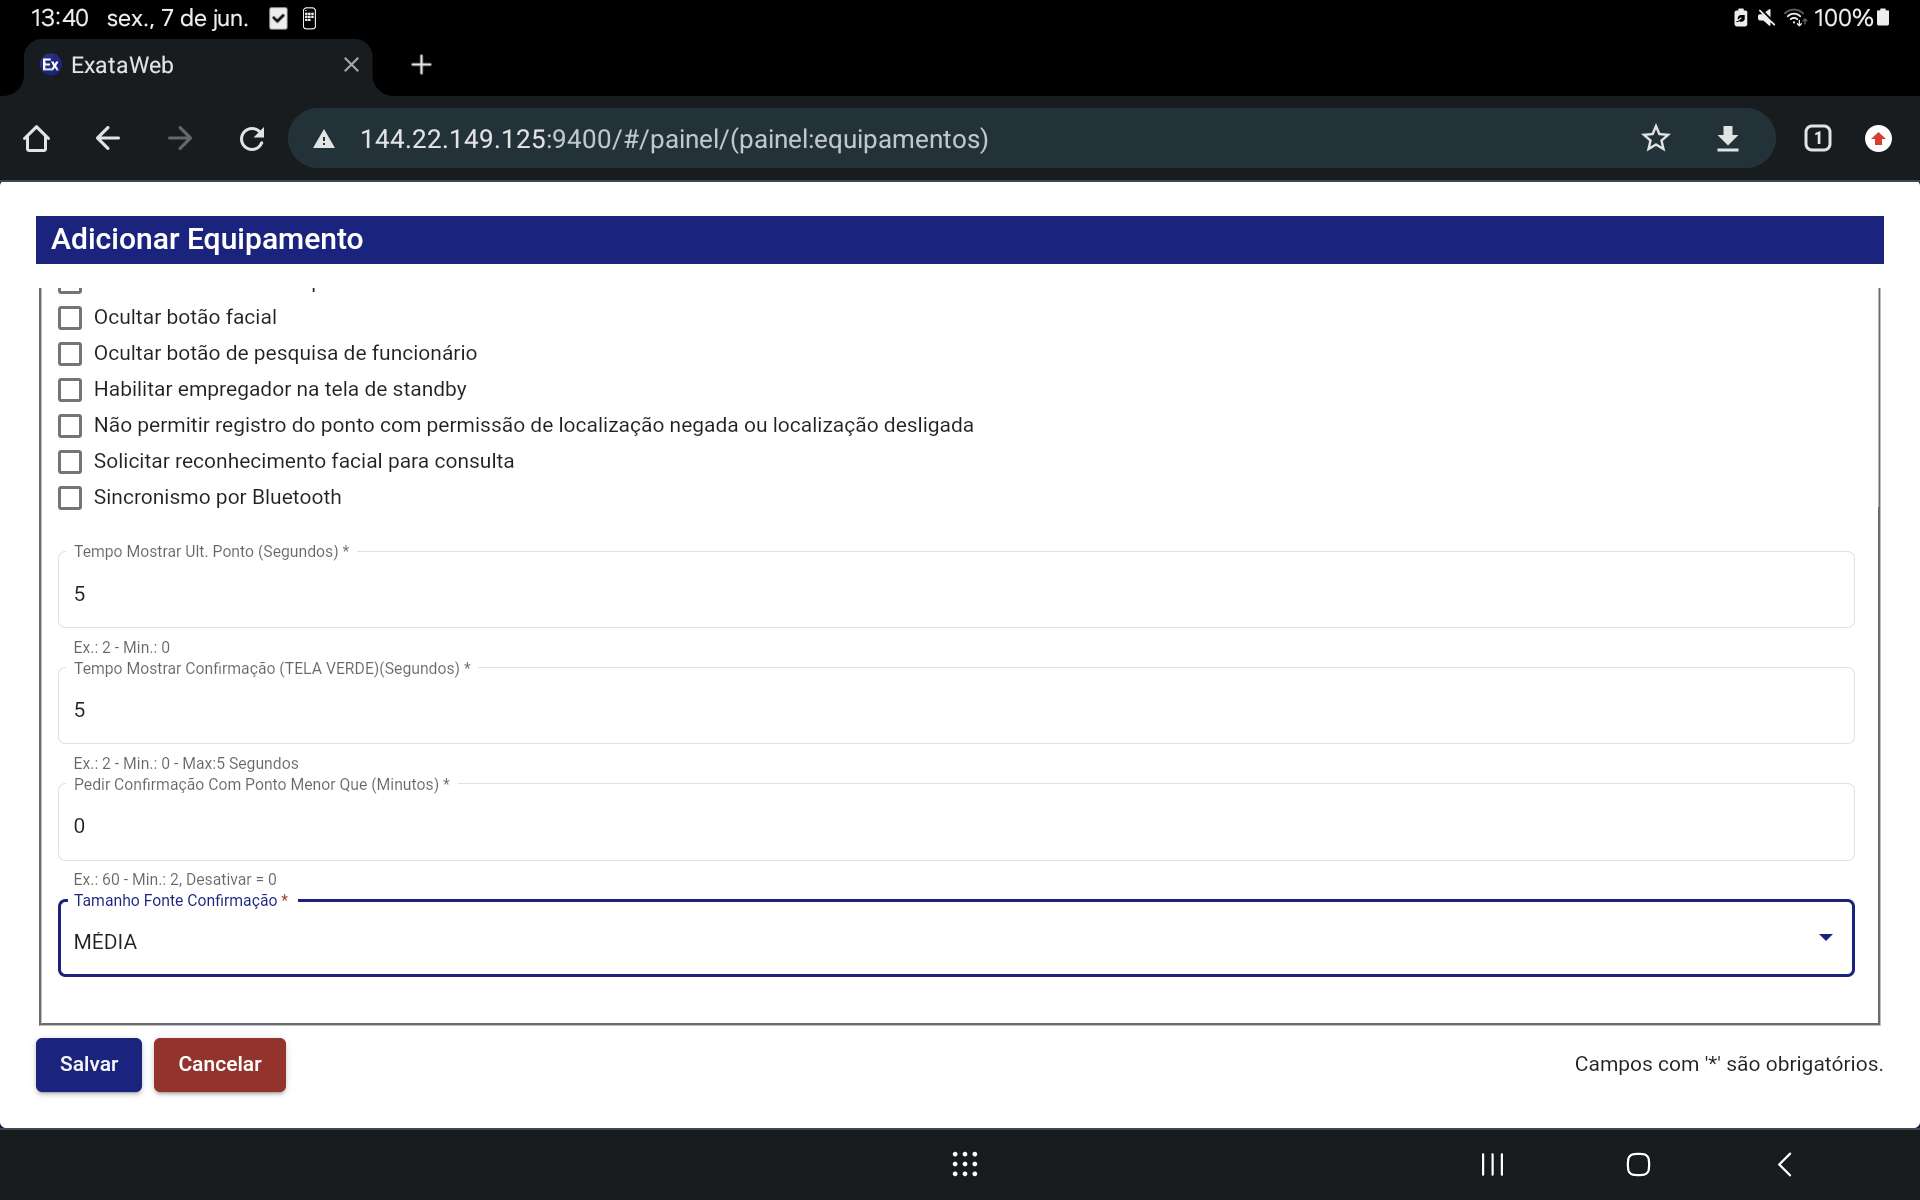 13:40 sex., 7 de jun.
100%
Ex ExataWeb
144.22.149.125:9400/#/painel/(painel:equipamentos)
1
Adicionar Equipamento
Ocultar botão facial
Ocultar botão de pesquisa de funcionário
Habilitar empregador na tela de standby
Não permitir registro do ponto com permissão de localização negada ou localização desligada
Solicitar reconhecimento facial para consulta
Sincronismo por Bluetooth
Tempo Mostrar Ult. Ponto (Segundos) *
5
Ex.: 2 - Min.: 0
Tempo Mostrar Confirmação (TELA VERDE)(Segundos) *
5
Ex.: 2 - Min.: 0 - Max:5 Segundos
Pedir Confirmação Com Ponto Menor Que (Minutos) *
0
Ex.: 60 - Min.: 2, Desativar = 0
Tamanho Fonte Confirmação *
MÉDIA
Salvar
Cancelar
Campos com '*' são obrigatórios.